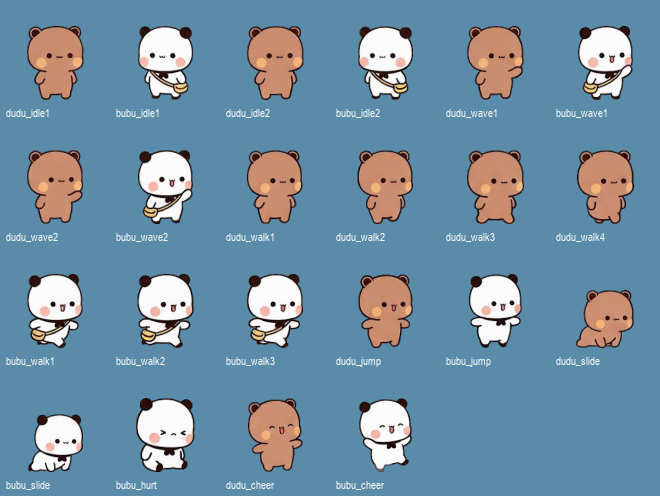 dudu_idle1 bubu_idle1 dudu_idle2 bubu_idle2 dudu_wave1 bubu_wave1
dudu_wave2 bubu_wave2 dudu_walk1 dudu_walk2 dudu_walk3 dudu_walk4
bubu_walk1 bubu_walk2 bubu_walk3 dudu_jump bubu_jump dudu_slide
bubu_slide bubu_hurt dudu_cheer bubu_cheer